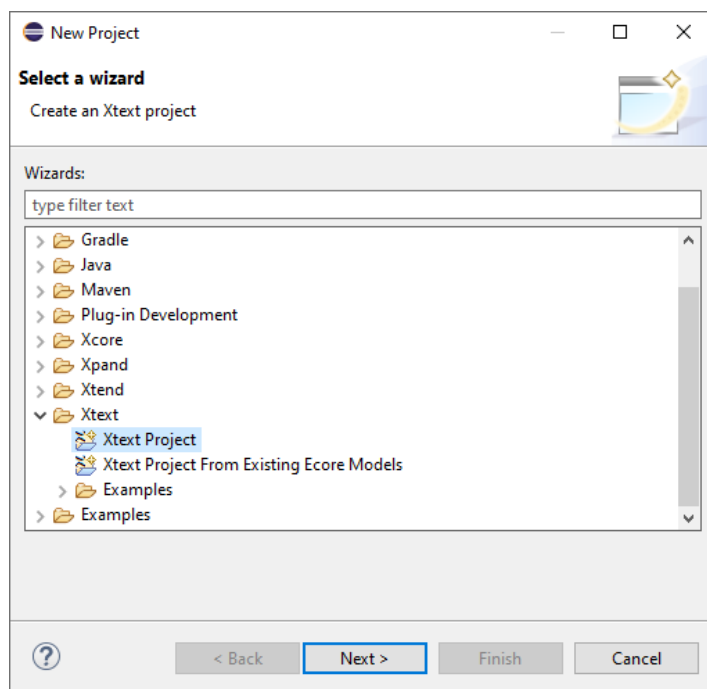 New Project
Select a wizard
Create an Xtext project
Wizards:
type filter text
Gradle
Java
Maven
Plug-in Development
Xcore
Xpand
Xtend
Xtext
Xtext Project
Xtext Project From Existing Ecore Models
Examples
Examples
? < Back Next > Finish Cancel